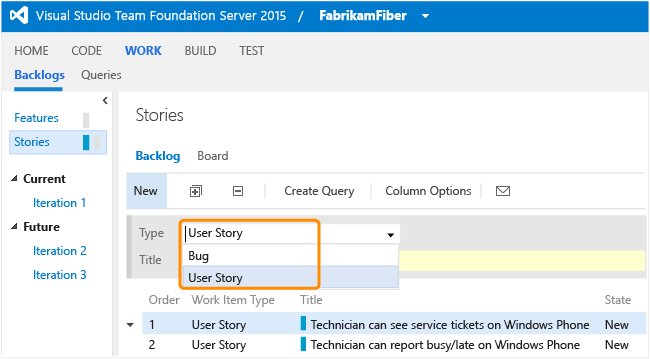 Visual Studio Team Foundation Server 2015 / FabrikamFiber
HOME CODE WORK BUILD TEST
Backlogs Queries
Features
Stories
Current
Iteration 1
Future
Iteration 2
Iteration 3
Stories
Backlog Board
New Create Query Column Options
Type User Story
Bug
User Story
Title
Order Work Item Type Title State
1 User Story Technician can see service tickets on Windows Phone New
2 User Story Technician can report busy/late on Windows Phone New